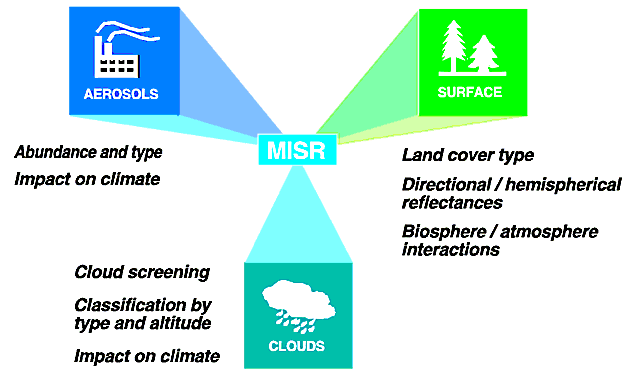 AEROSOLS
SURFACE
MISR
Abundance and type
Impact on climate
Land cover type
Directional / hemispherical
reflectances
Biosphere / atmosphere
interactions
Cloud screening
Classification by
type and altitude
Impact on climate
CLOUDS